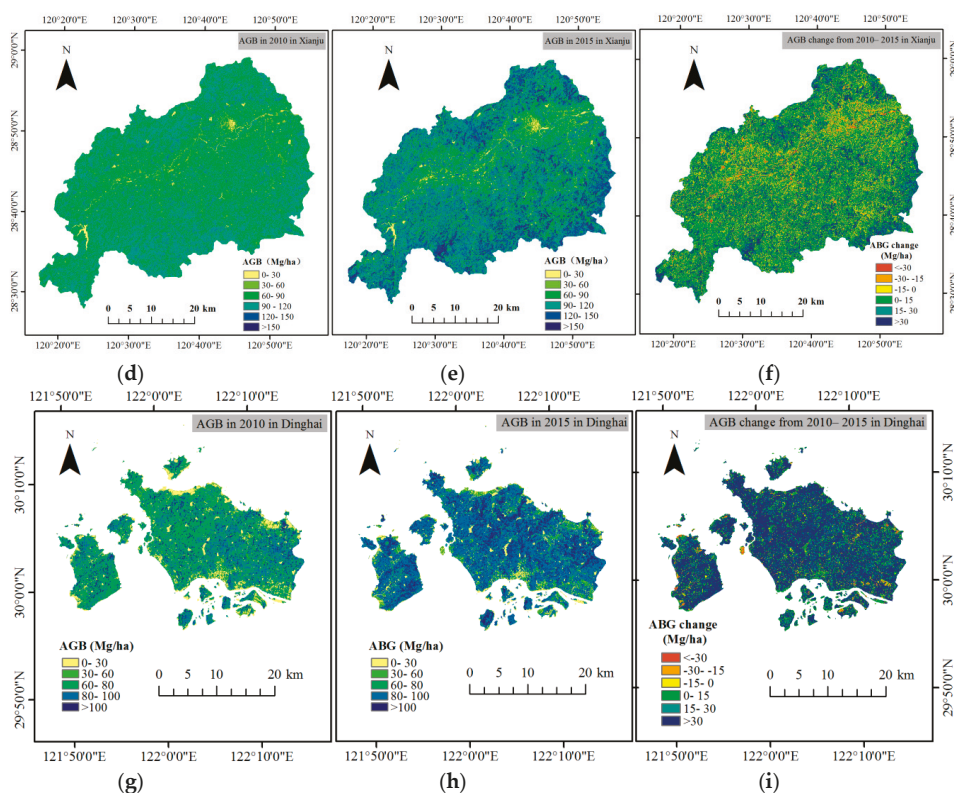 120°20'0"E 120°30'0"E 120°40'0"E 120°50'0"E
29°0'0"N
28°50'0"N
28°40'0"N
28°30'0"N
AGB in 2010 in Xianju
N
AGB (Mg/ha)
0- 30
30- 60
60- 90
90 - 120
120- 150
>150
0 5 10 20 km
120°20'0"E 120°30'0"E 120°40'0"E 120°50'0"E
(d)
120°20'0"E 120°30'0"E 120°40'0"E 120°50'0"E
AGB in 2015 in Xianju
N
AGB (Mg/ha)
0- 30
30- 60
60- 90
90- 120
120- 150
>150
0 5 10 20 km
120°20'0"E 120°30'0"E 120°40'0"E 120°50'0"E
(e)
120°20'0"E 120°30'0"E 120°40'0"E 120°50'0"E
AGB change from 2010– 2015 in Xianju
N
29°0'0"N
28°50'0"N
28°40'0"N
28°30'0"N
ABG change
(Mg/ha)
<-30
-30- -15
-15- 0
0- 15
15- 30
>30
0 5 10 20 km
120°20'0"E 120°30'0"E 120°40'0"E 120°50'0"E
(f)
121°50'0"E 122°0'0"E 122°10'0"E
30°10'0"N
30°0'0"N
29°50'0"N
AGB in 2010 in Dinghai
N
AGB (Mg/ha)
0- 30
30- 60
60- 80
80- 100
>100
0 5 10 20 km
121°50'0"E 122°0'0"E 122°10'0"E
(g)
121°50'0"E 122°0'0"E 122°10'0"E
AGB in 2015 in Dinghai
N
ABG (Mg/ha)
0- 30
30- 60
60- 80
80- 100
>100
0 5 10 20 km
121°50'0"E 122°0'0"E 122°10'0"E
(h)
121°50'0"E 122°0'0"E 122°10'0"E
AGB change from 2010– 2015 in Dinghai
N
30°10'0"N
30°0'0"N
29°50'0"N
ABG change
(Mg/ha)
<-30
-30- -15
-15- 0
0- 15
15- 30
>30
0 5 10 20 km
121°50'0"E 122°0'0"E 122°10'0"E
(i)